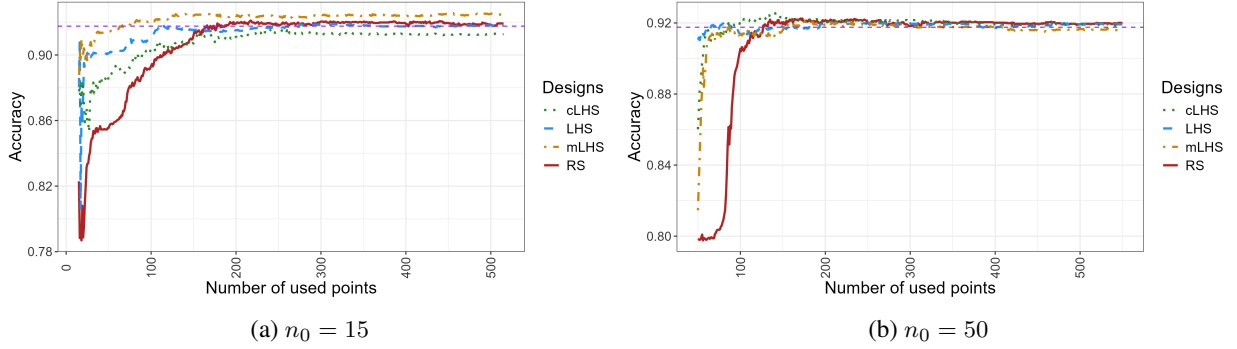 0.90
0.86
0.82
0.78
Accuracy
0 100 200 300 400 500
Number of used points
Designs
cLHS
LHS
mLHS
RS
(a) n₀ = 15
0.92
0.88
0.84
0.80
Accuracy
100 200 300 400 500
Number of used points
Designs
cLHS
LHS
mLHS
RS
(b) n₀ = 50